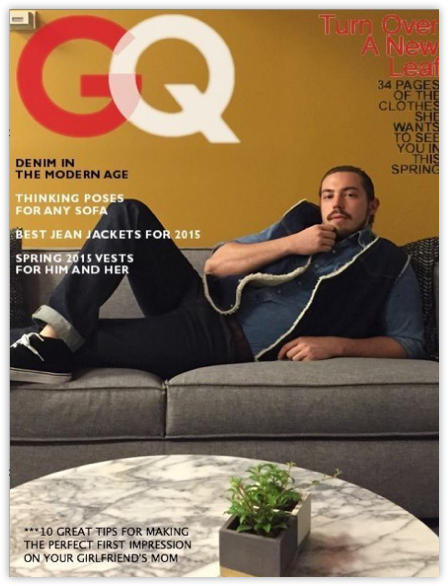 GQ
Turn Over
A New
Leaf
34 PAGES
OF THE
CLOTHES
SHE
WANTS
TO SEE
YOU IN
THIS
SPRING
DENIM IN
THE MODERN AGE
THINKING POSES
FOR ANY SOFA
BEST JEAN JACKETS FOR 2015
SPRING 2015 VESTS
FOR HIM AND HER
***10 GREAT TIPS FOR MAKING
THE PERFECT FIRST IMPRESSION
ON YOUR GIRLFRIEND'S MOM